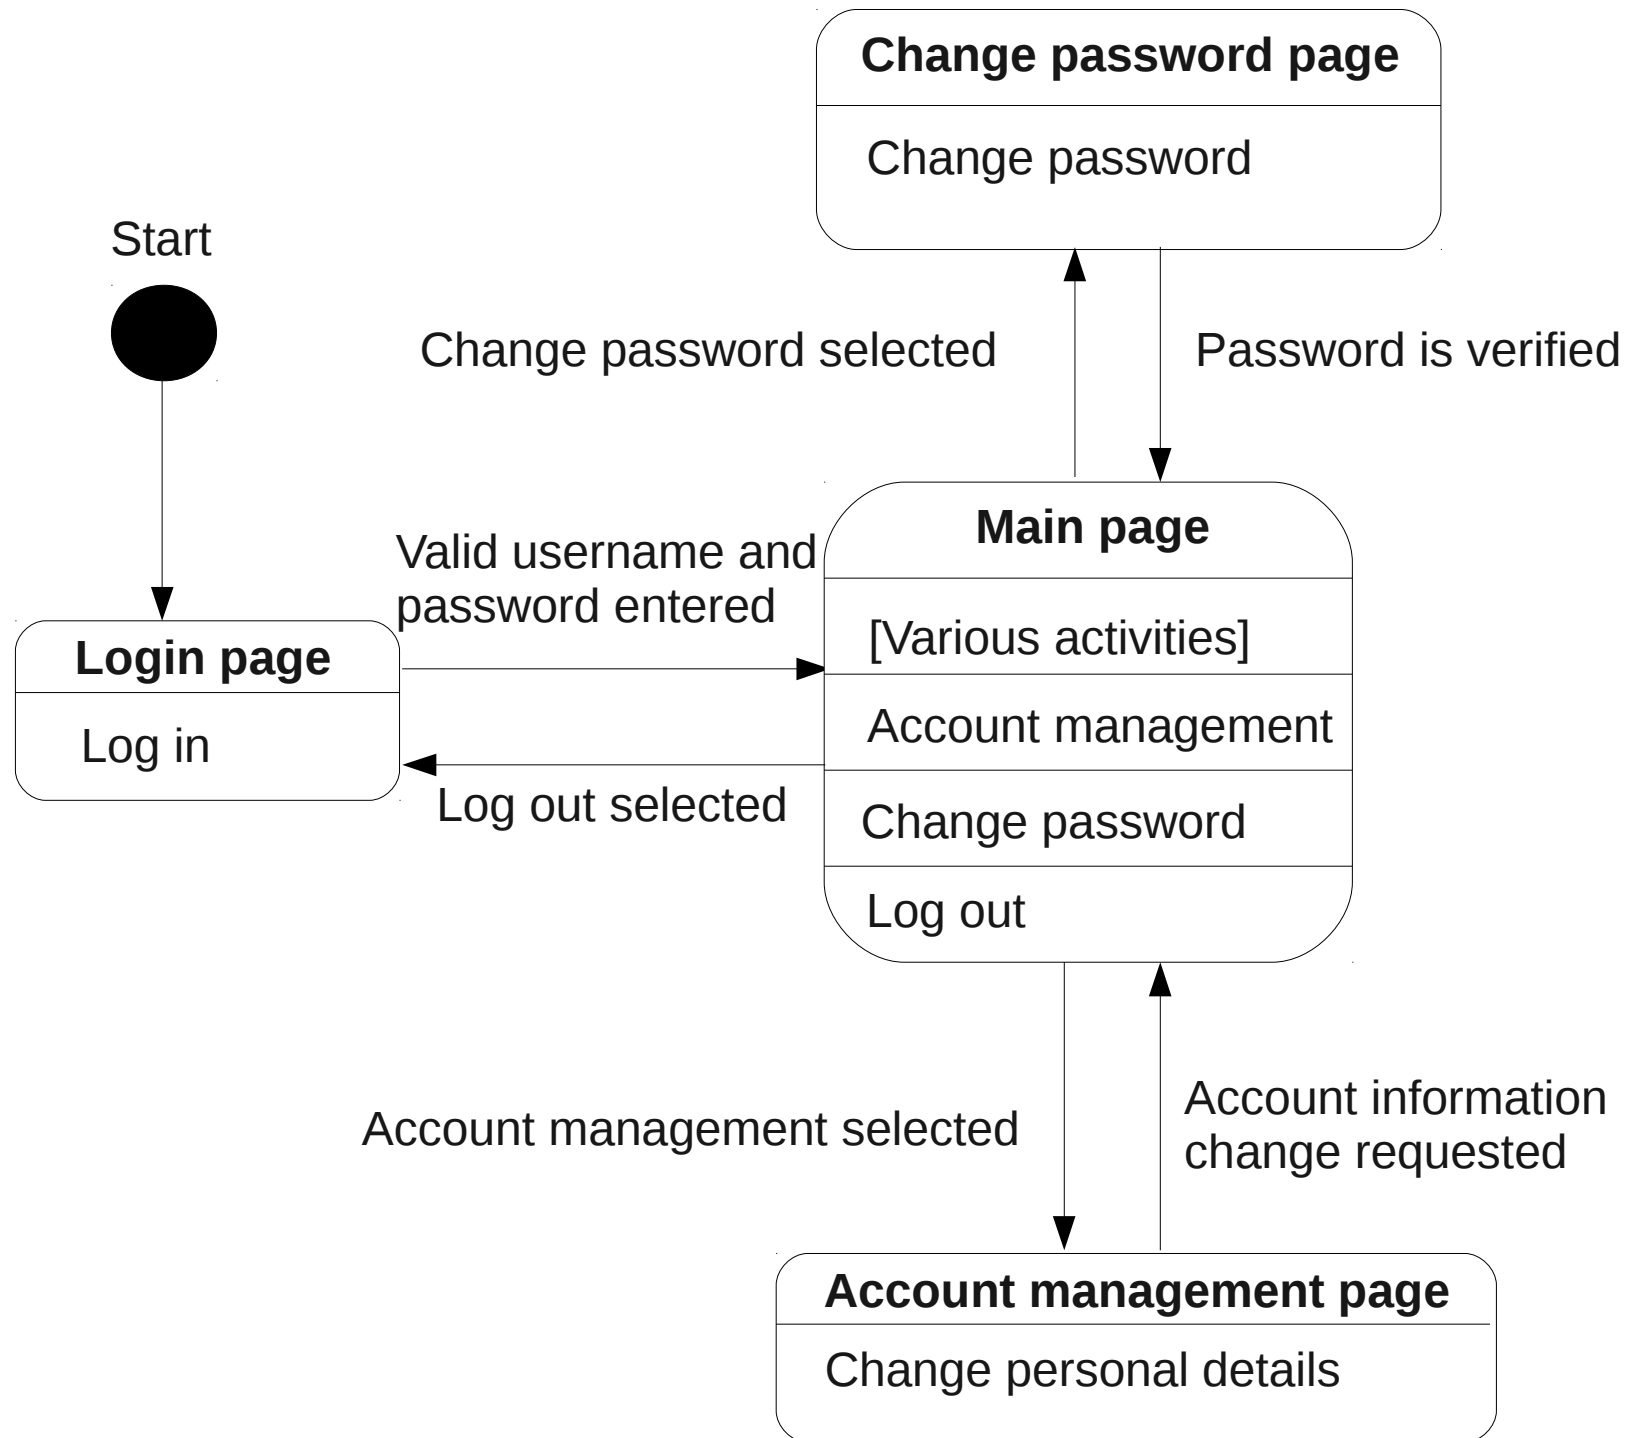 Change password page
Change password
Start
Change password selected
Password is verified
Main page
Valid username and
password entered
[Various activities]
Login page
Account management
Log in
Log out selected
Change password
Log out
Account information
change requested
Account management selected
Account management page
Change personal details